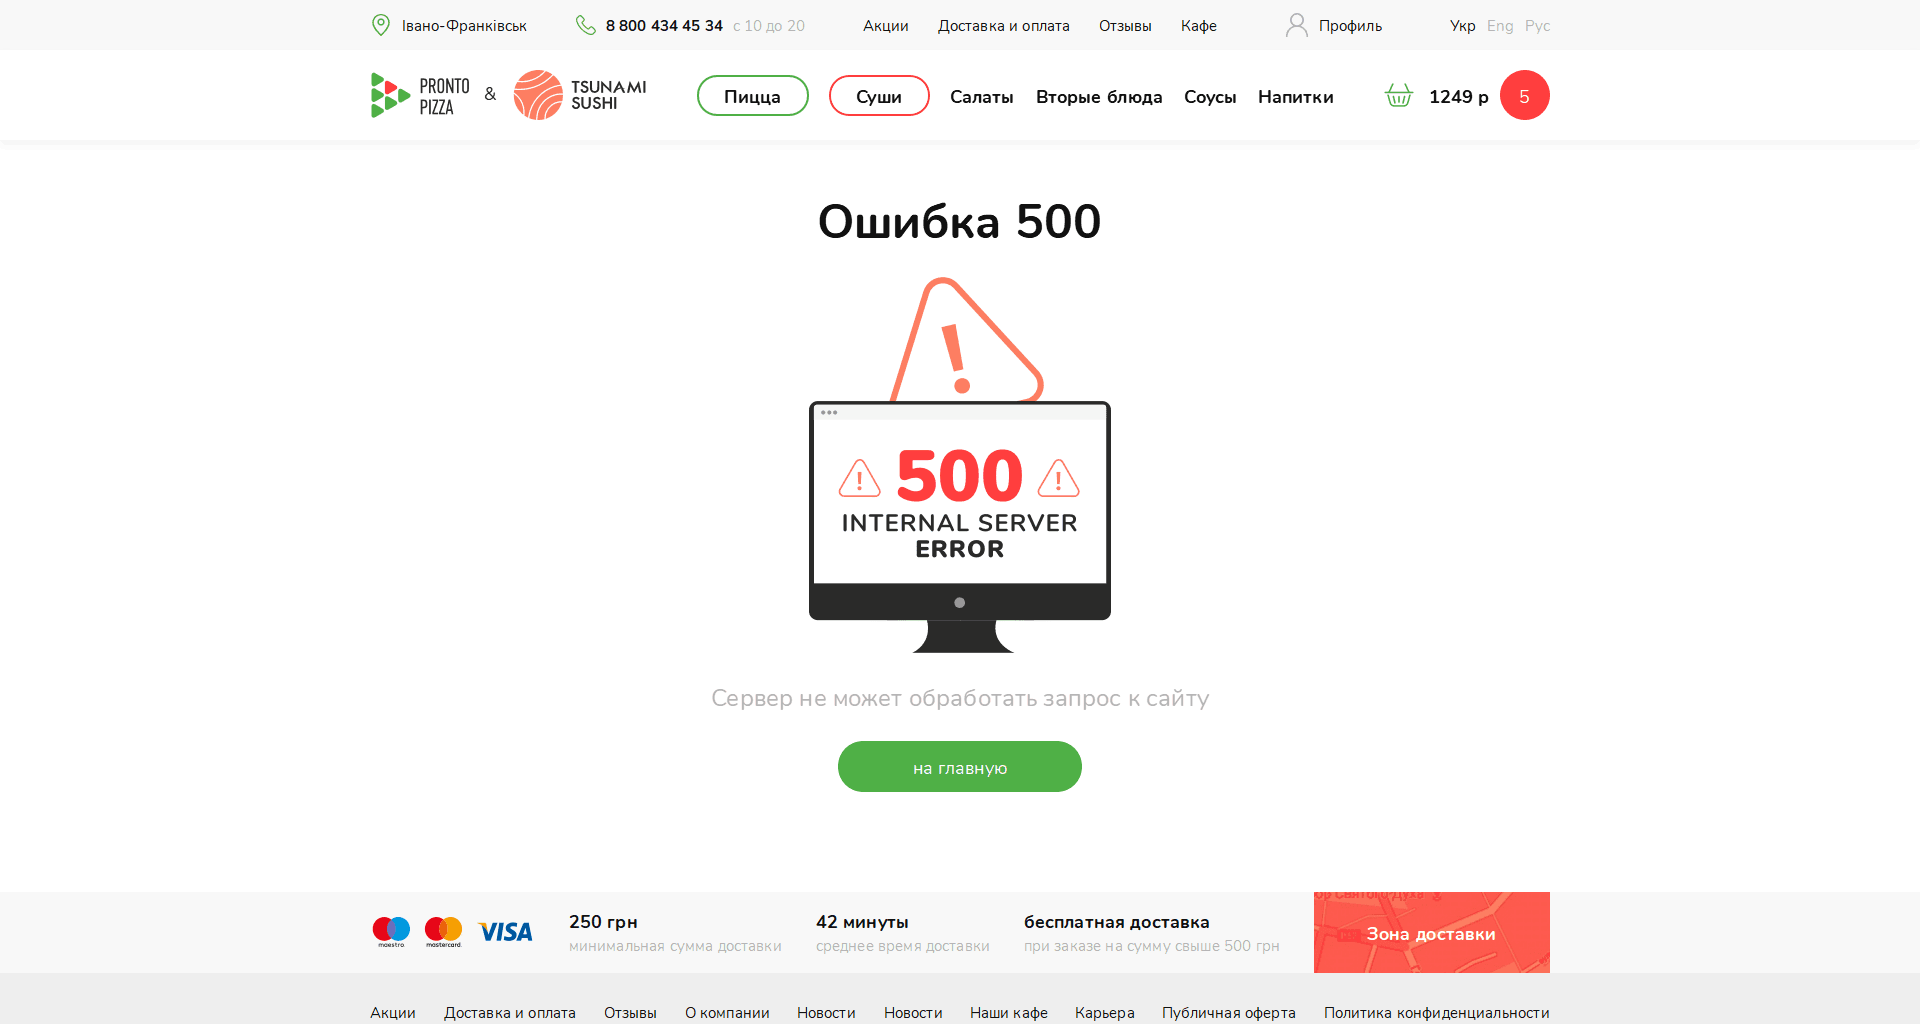 Івано-Франківськ
8 800 434 45 34 с 10 до 20
Акции Доставка и оплата Отзывы Кафе
Профиль
Укр Eng Рус
PRONTO PIZZA
&
TSUNAMI SUSHI
Пицца Суши Салаты Вторые блюда Соусы Напитки
1249 р 5
Ошибка 500
500
INTERNAL SERVER
ERROR
Сервер не может обработать запрос к сайту
на главную
maestro mastercard VISA
250 грн
минимальная сумма доставки
42 минуты
среднее время доставки
бесплатная доставка
при заказе на сумму свыше 500 грн
Зона доставки
Акции Доставка и оплата Отзывы О компании Новости Новости Наши кафе Карьера Публичная оферта Политика конфиденциальности